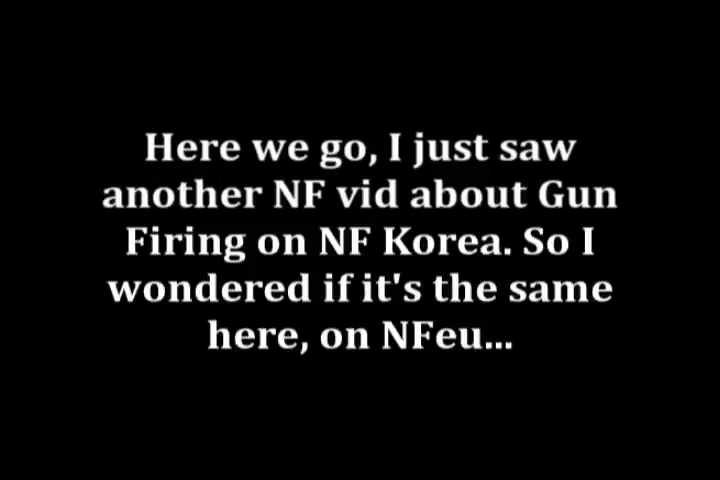 Here we go, I just saw
another NF vid about Gun
Firing on NF Korea. So I
wondered if it's the same
here, on NFeu...